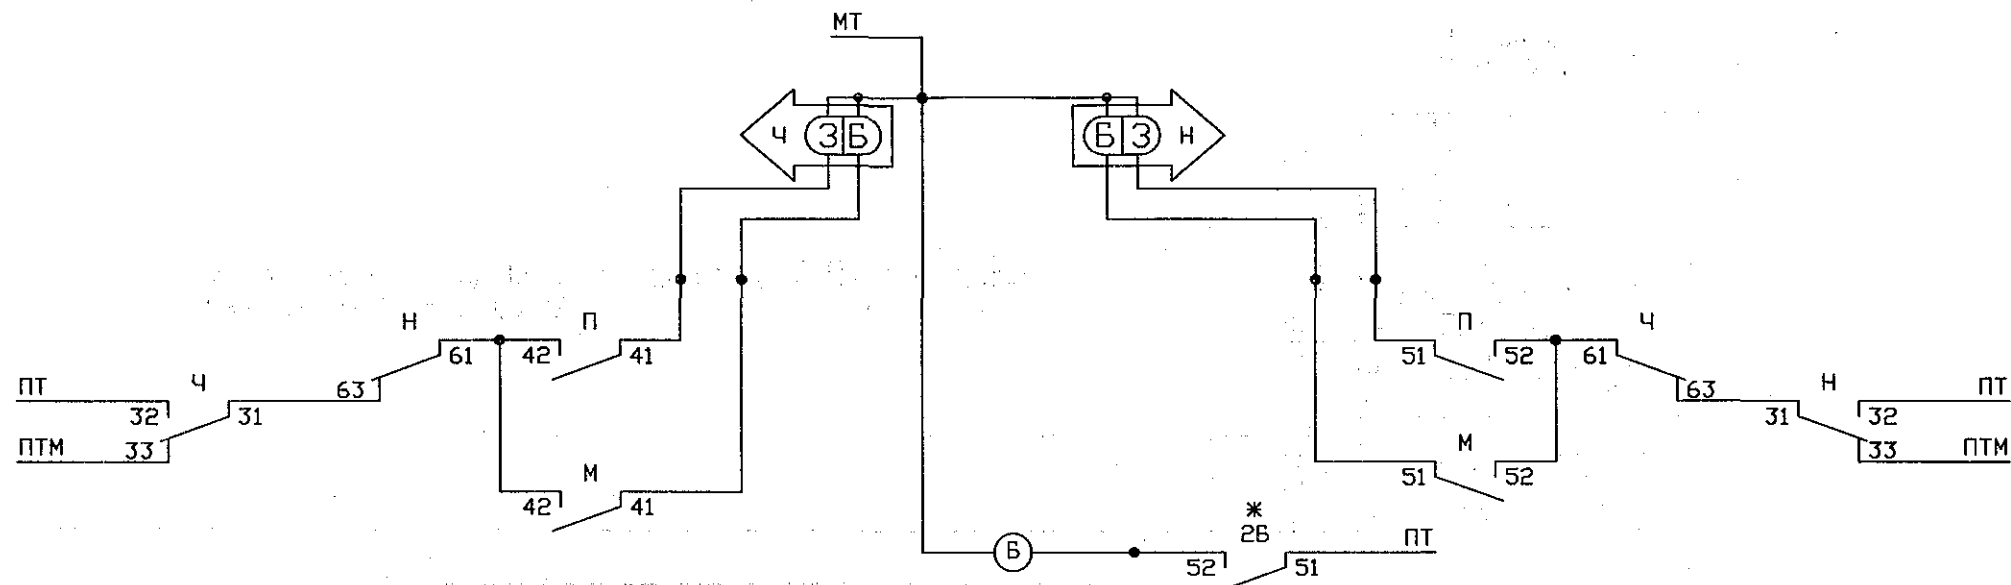 МТ
Ч З Б Б З Н
Н П П Ч
61 42 41 51 52 61
ПТ Ч 63 63 Н ПТ
32 31 31 32
ПТМ 33 М М 33 ПТМ
42 41 51 52
Ж
2Б
Б ПТ
52 51